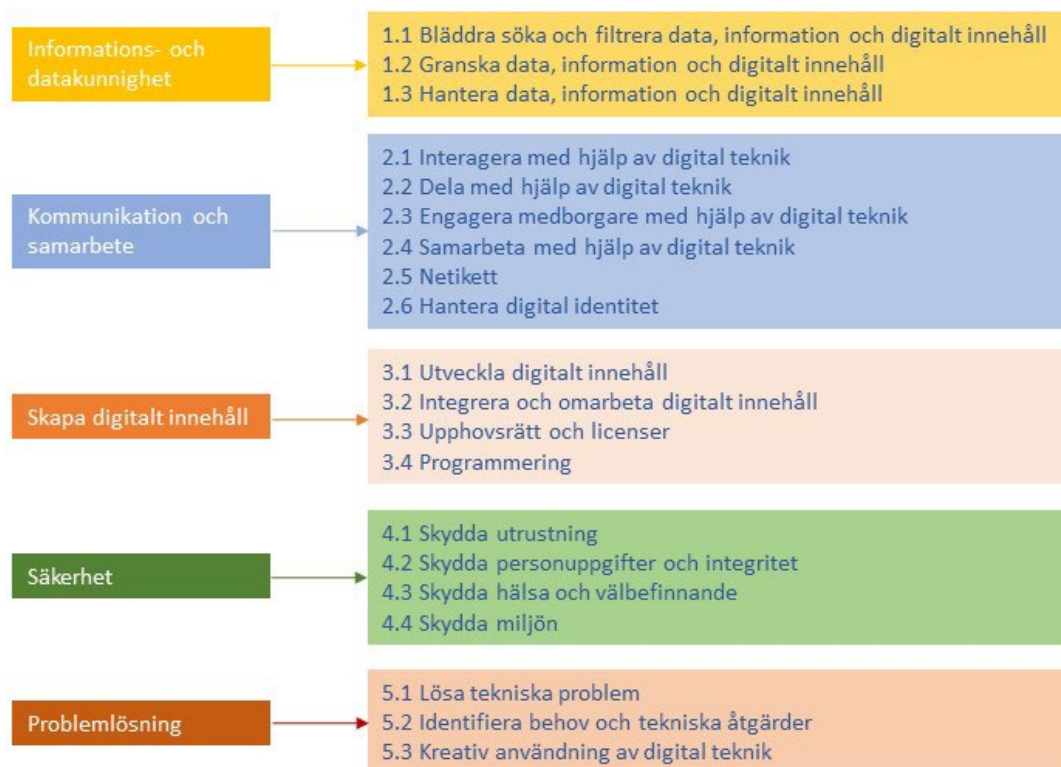 Informations- och
datakunnighet
1.1 Bläddra söka och filtrera data, information och digitalt innehåll
1.2 Granska data, information och digitalt innehåll
1.3 Hantera data, information och digitalt innehåll
Kommunikation och
samarbete
2.1 Interagera med hjälp av digital teknik
2.2 Dela med hjälp av digital teknik
2.3 Engagera medborgare med hjälp av digital teknik
2.4 Samarbeta med hjälp av digital teknik
2.5 Netikett
2.6 Hantera digital identitet
Skapa digitalt innehåll
3.1 Utveckla digitalt innehåll
3.2 Integrera och omarbeta digitalt innehåll
3.3 Upphovsrätt och licenser
3.4 Programmering
Säkerhet
4.1 Skydda utrustning
4.2 Skydda personuppgifter och integritet
4.3 Skydda hälsa och välbefinnande
4.4 Skydda miljön
Problemlösning
5.1 Lösa tekniska problem
5.2 Identifiera behov och tekniska åtgärder
5.3 Kreativ användning av digital teknik